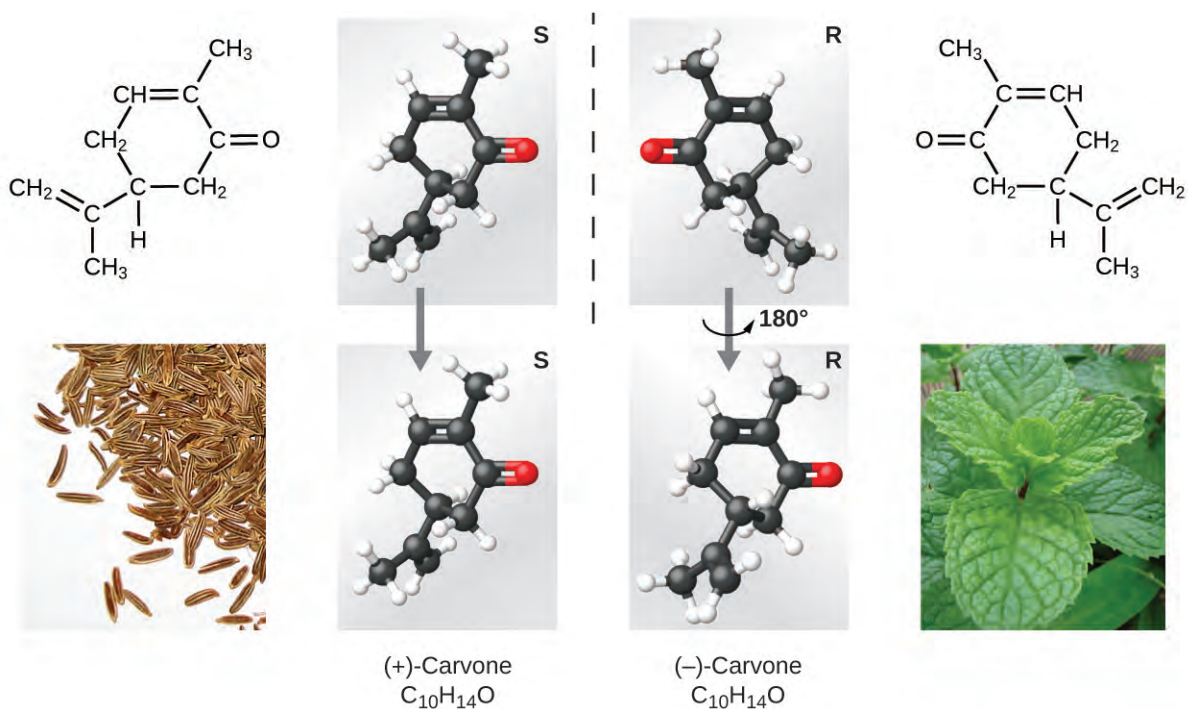 CH₃
CH
C
CH₂
C
O
CH₂
C
CH₂
C
H
CH₃
S
R
CH₃
C
CH
O
C
CH₂
CH₂
C
CH₂
C
H
CH₃
180°
S
R
(+)-Carvone
C₁₀H₁₄O
(–)-Carvone
C₁₀H₁₄O